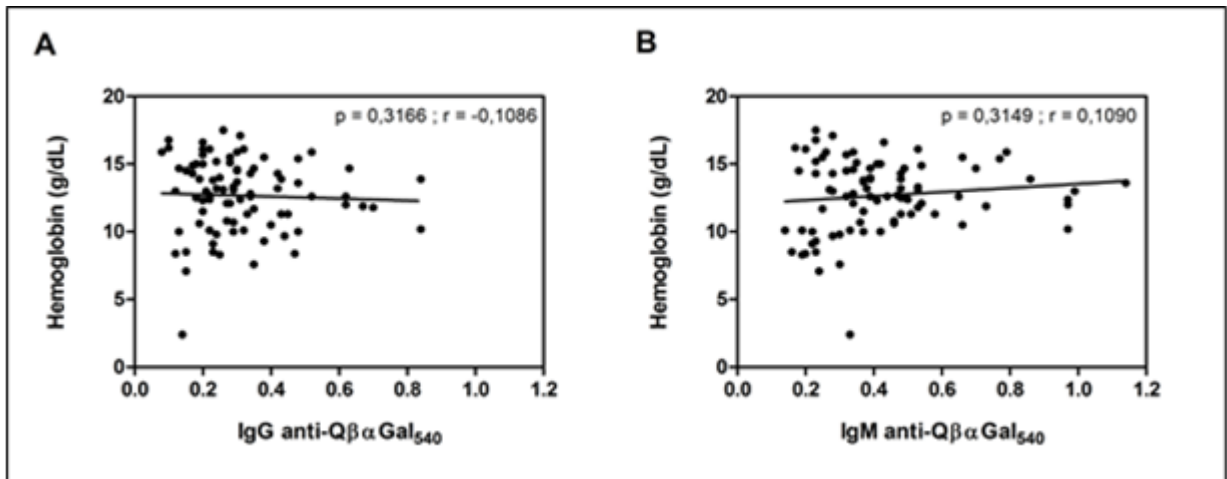 A
p = 0,3166 ; r = -0,1086
Hemoglobin (g/dL)
20
15
10
5
0
0.0 0.2 0.4 0.6 0.8 1.0 1.2
IgG anti-QβαGal540
B
p = 0,3149 ; r = 0,1090
Hemoglobin (g/dL)
20
15
10
5
0
0.0 0.2 0.4 0.6 0.8 1.0 1.2
IgM anti-QβαGal540